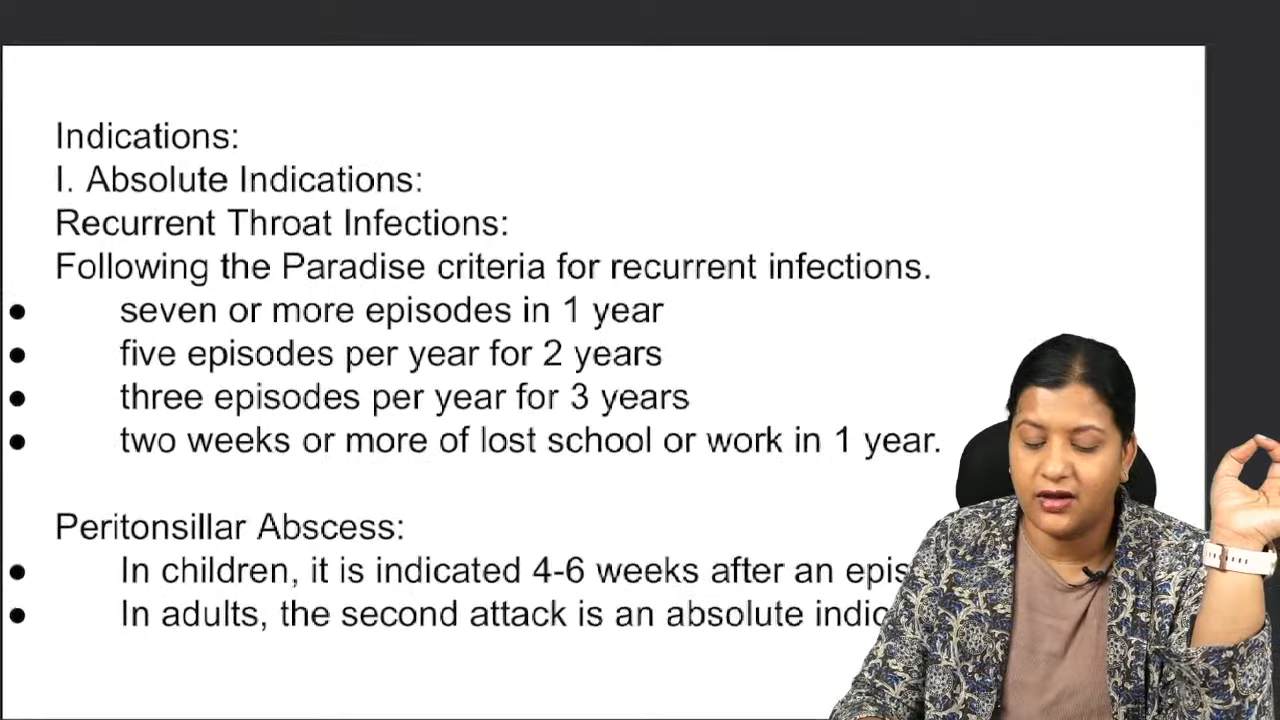 Indications:
I. Absolute Indications:
Recurrent Throat Infections:
Following the Paradise criteria for recurrent infections.
● seven or more episodes in 1 year
● five episodes per year for 2 years
● three episodes per year for 3 years
● two weeks or more of lost school or work in 1 year.
Peritonsillar Abscess:
● In children, it is indicated 4-6 weeks after an
● In adults, the second attack is an absolute